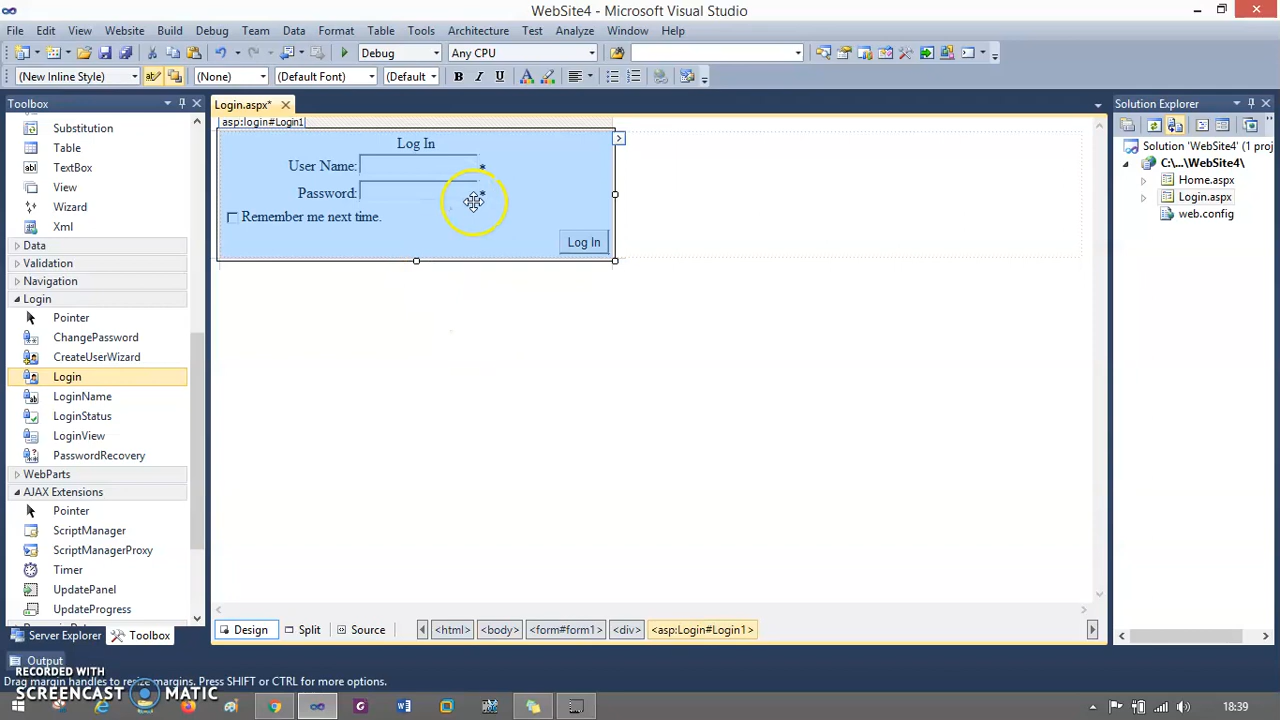 WebSite4 - Microsoft Visual Studio
File Edit View Website Build Debug Team Data Format Table Tools Architecture Test Analyze Window Help
Debug Any CPU
(New Inline Style) (None) (Default Font) (Default B I U A
Toolbox
Login.aspx*
Solution Explorer
asp:login#Login1
Substitution
Table
TextBox
View
Wizard
Xml
Data
Validation
Navigation
Login
Pointer
ChangePassword
CreateUserWizard
Login
LoginName
LoginStatus
LoginView
PasswordRecovery
WebParts
AJAX Extensions
Pointer
ScriptManager
ScriptManagerProxy
Timer
UpdatePanel
UpdateProgress
Server Explorer Toolbox
Log In
User Name: *
Password: *
Remember me next time.
Log In
Design Split Source <html> <body> <form#form1> <div> <asp:Login#Login1>
Solution 'WebSite4' (1 proj
C:\...\WebSite4\
Home.aspx
Login.aspx
web.config
Output
Drag margin handles to resize margins. Press SHIFT or CTRL for more options.
RECORDED WITH
SCREENCAST MATIC
18:39